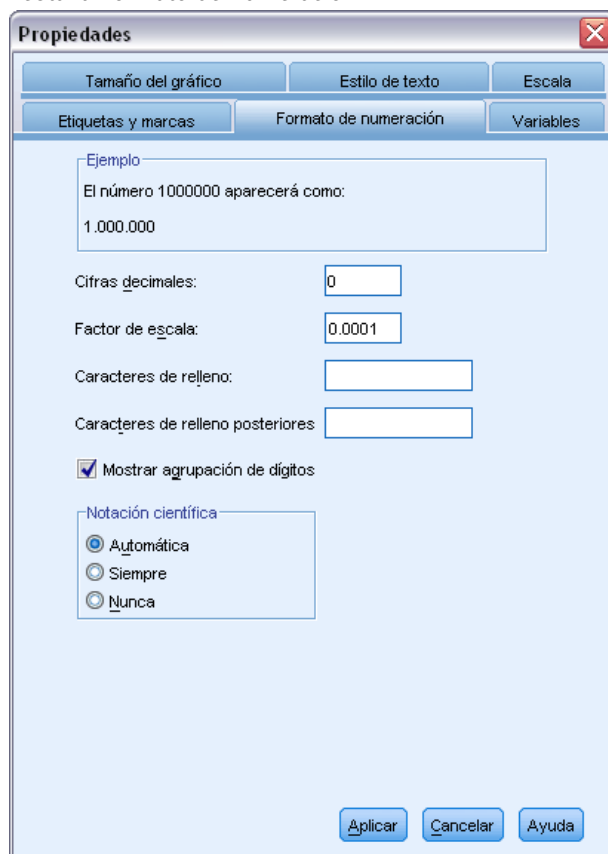 Propiedades
Tamaño del gráfico Estilo de texto Escala
Etiquetas y marcas Formato de numeración Variables
Ejemplo
El número 1000000 aparecerá como:
1.000.000
Cifras decimales: 0
Factor de escala: 0.0001
Caracteres de relleno:
Caracteres de relleno posteriores
Mostrar agrupación de dígitos
Notación científica
Automática
Siempre
Nunca
Aplicar Cancelar Ayuda